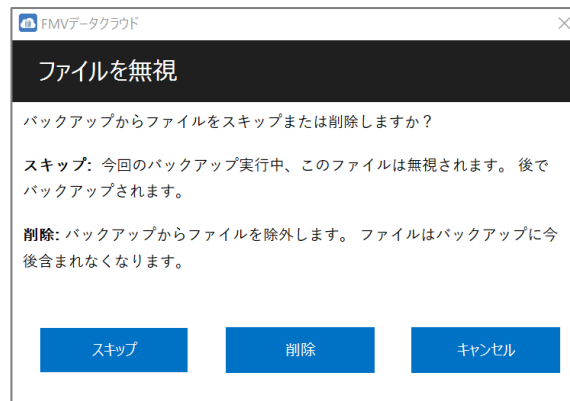 FMVデータクラウド
ファイルを無視
バックアップからファイルをスキップまたは削除しますか？
スキップ: 今回のバックアップ実行中、このファイルは無視されます。 後で
バックアップされます。
削除: バックアップからファイルを除外します。 ファイルはバックアップに今
後含まれなくなります。
スキップ 削除 キャンセル